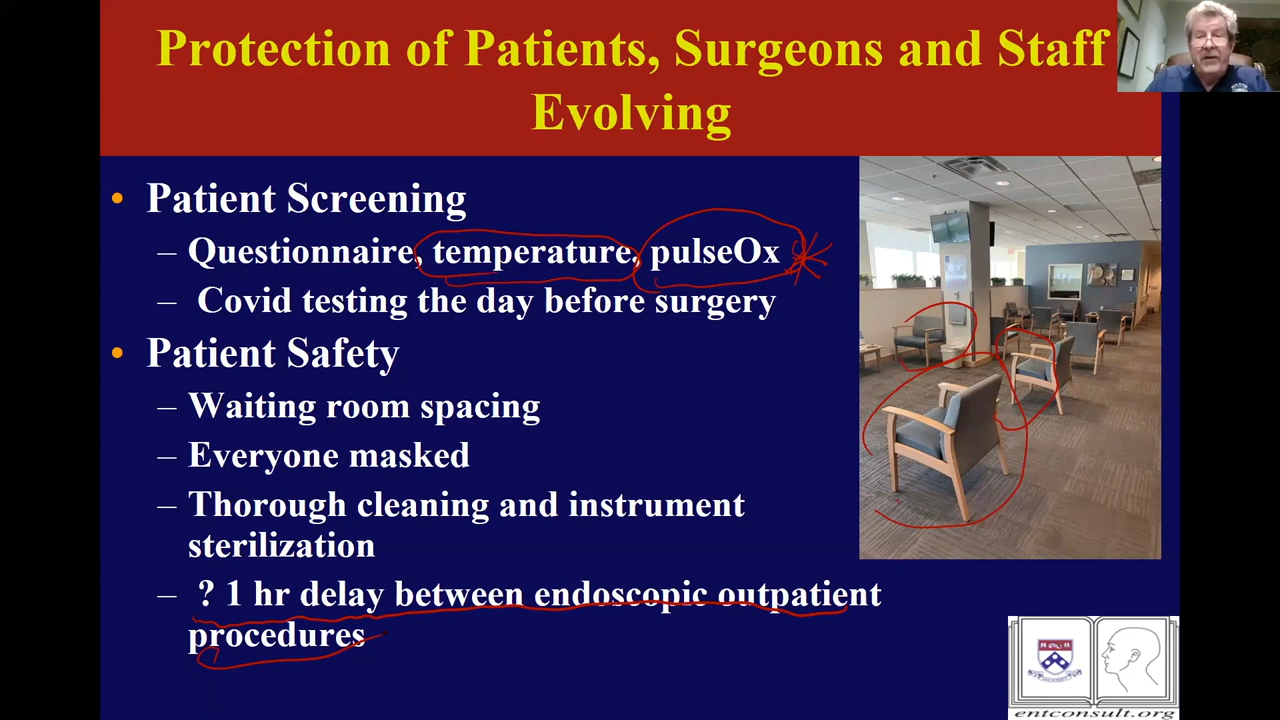 Protection of Patients, Surgeons and Staff
Evolving
• Patient Screening
– Questionnaire, temperature, pulseOx
– Covid testing the day before surgery
• Patient Safety
– Waiting room spacing
– Everyone masked
– Thorough cleaning and instrument
sterilization
– ? 1 hr delay between endoscopic outpatient
procedures
entconsult.org